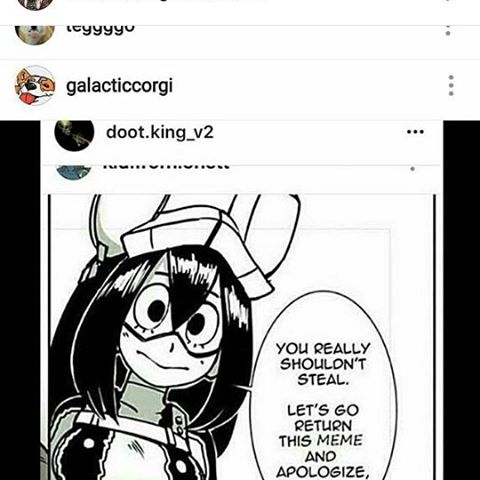 teggggo
galacticcorgi
doot.king_v2
YOU REALLY
SHOULDN'T
STEAL.
LET'S GO
RETURN
THIS MEME
AND
APOLOGIZE,